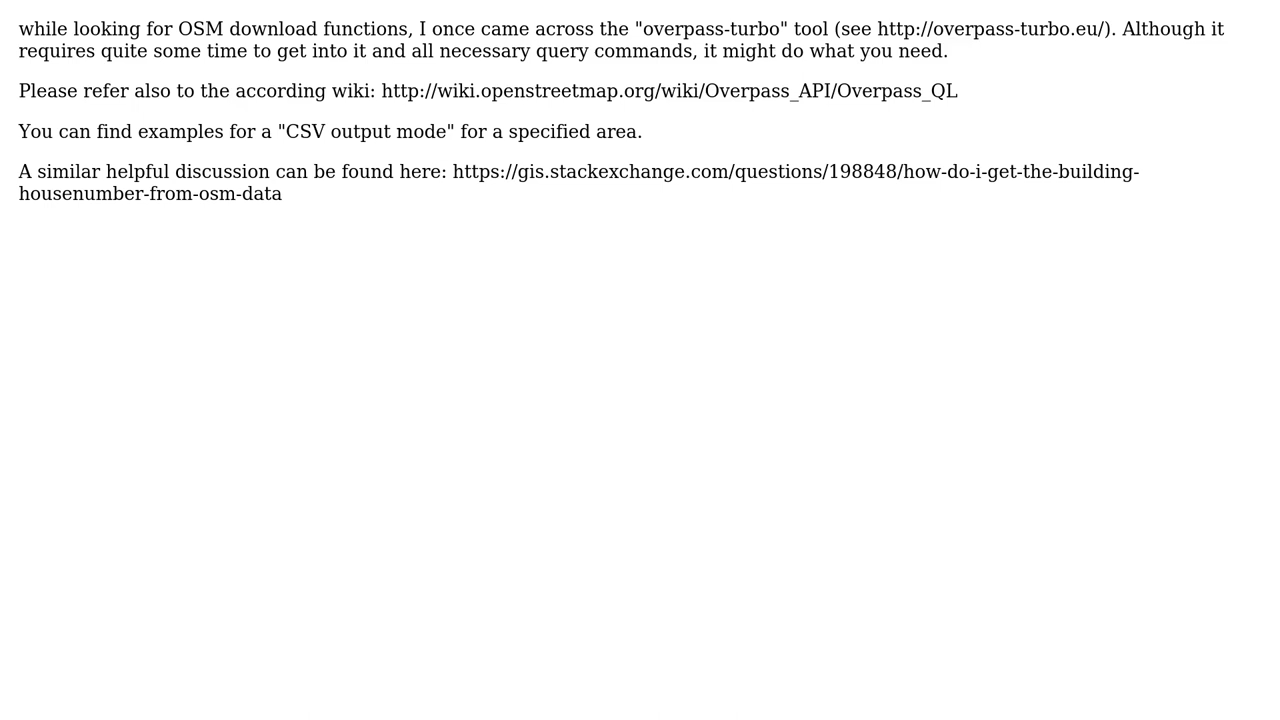 while looking for OSM download functions, I once came across the "overpass-turbo" tool (see http://overpass-turbo.eu/). Although it
requires quite some time to get into it and all necessary query commands, it might do what you need.
Please refer also to the according wiki: http://wiki.openstreetmap.org/wiki/Overpass_API/Overpass_QL
You can find examples for a "CSV output mode" for a specified area.
A similar helpful discussion can be found here: https://gis.stackexchange.com/questions/198848/how-do-i-get-the-building-
housenumber-from-osm-data